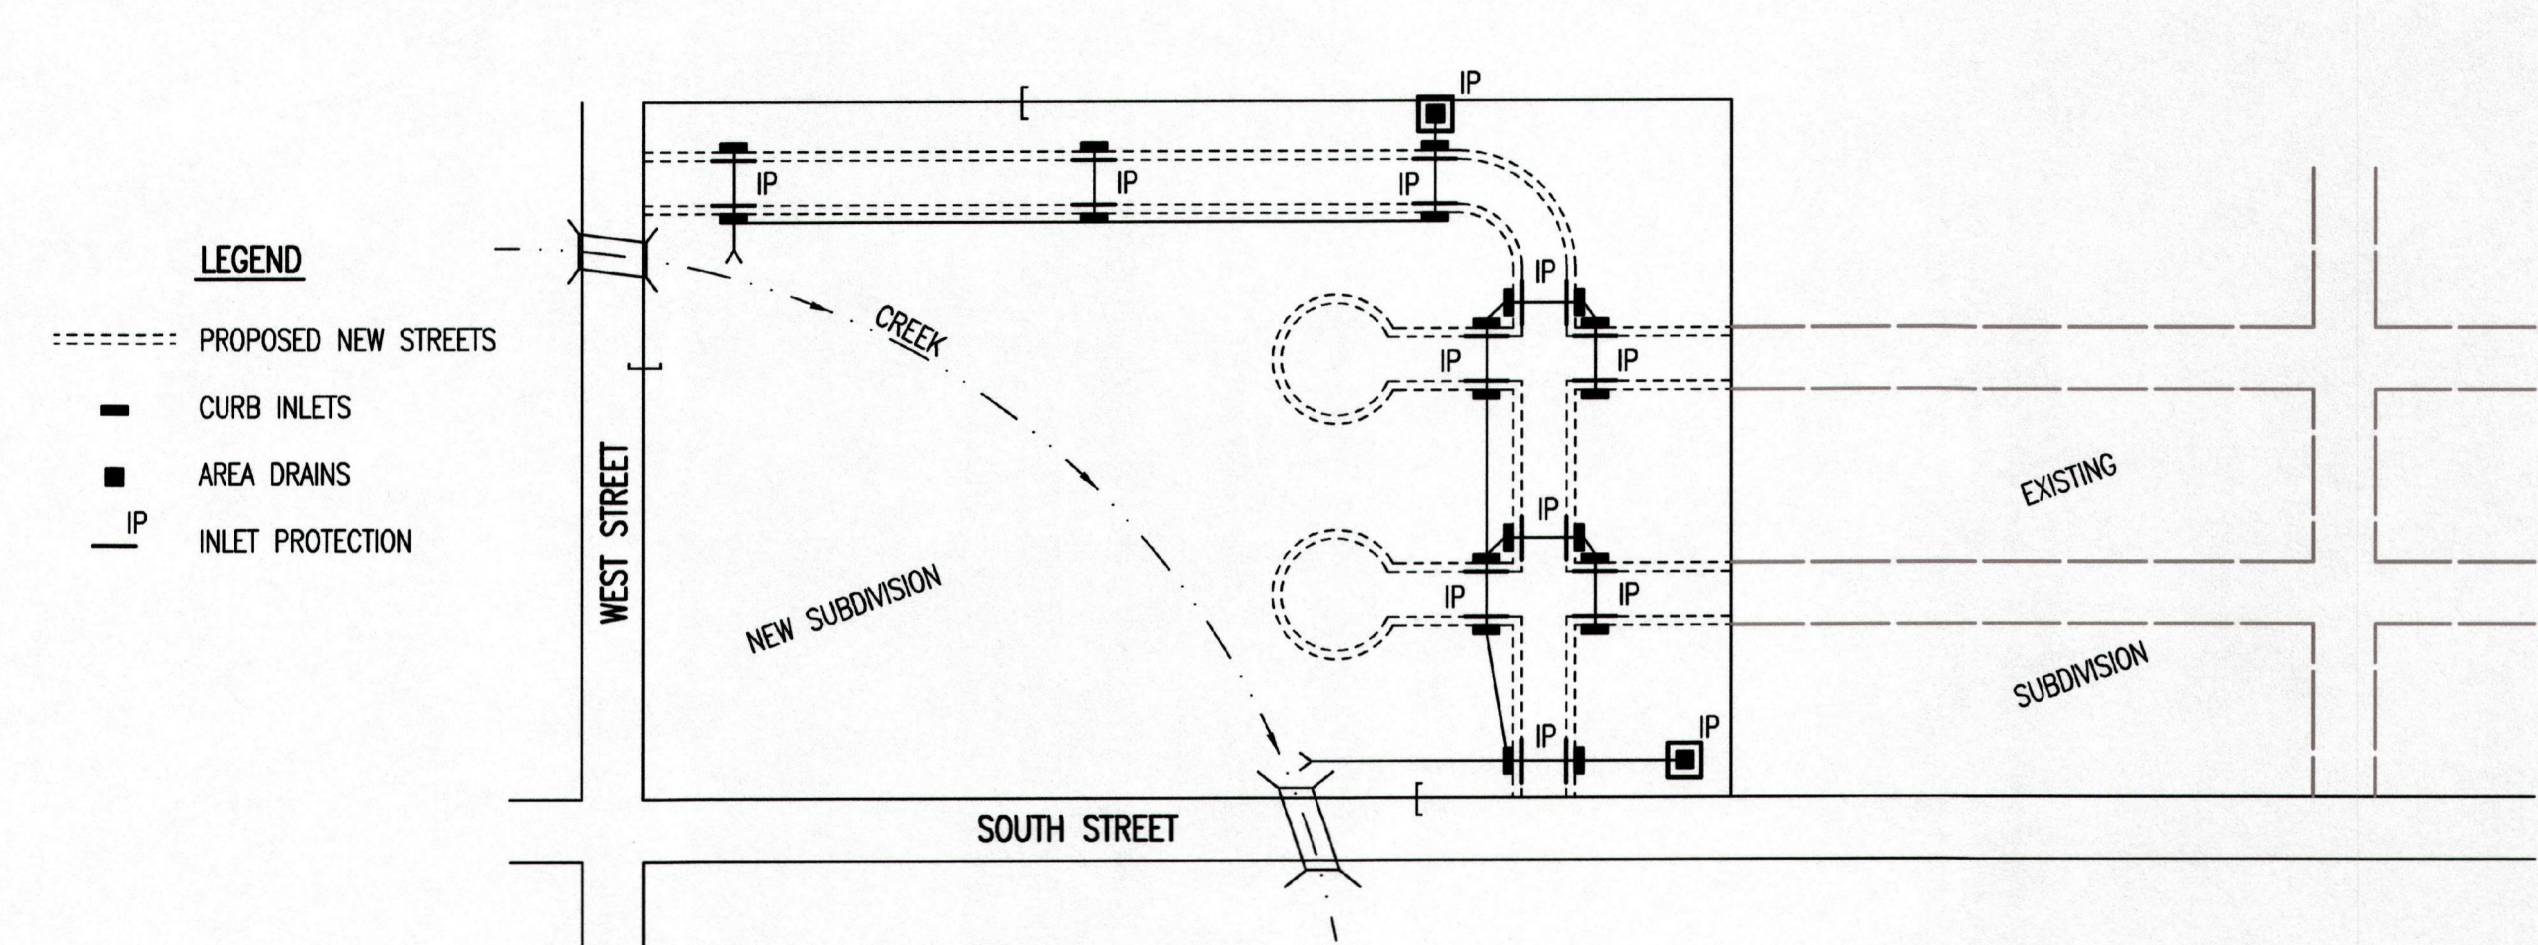 IP
IP
IP
IP
LEGEND
IP
PROPOSED NEW STREETS
CREEK
IP
IP
CURB INLETS
AREA DRAINS
EXISTING
IP
IP
INLET PROTECTION
WEST STREET
NEW SUBDIVISION
IP
IP
SUBDIVISION
IP
IP
SOUTH STREET